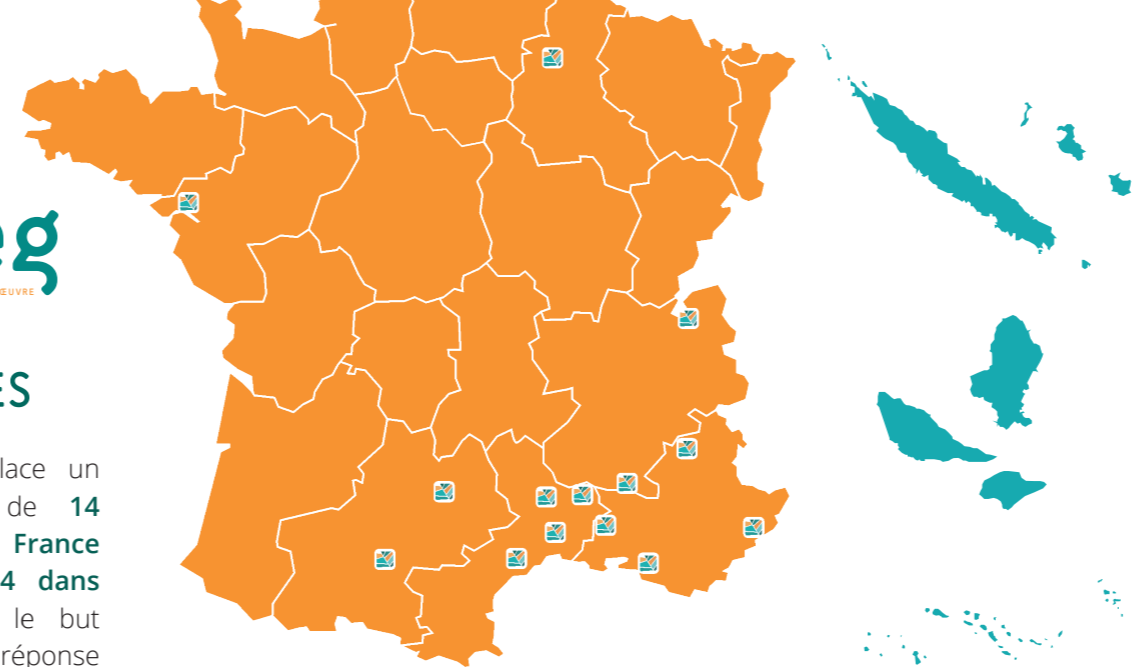 eg
ŒUVRE
ES
lace un
de 14
France
4 dans
le but
réponse